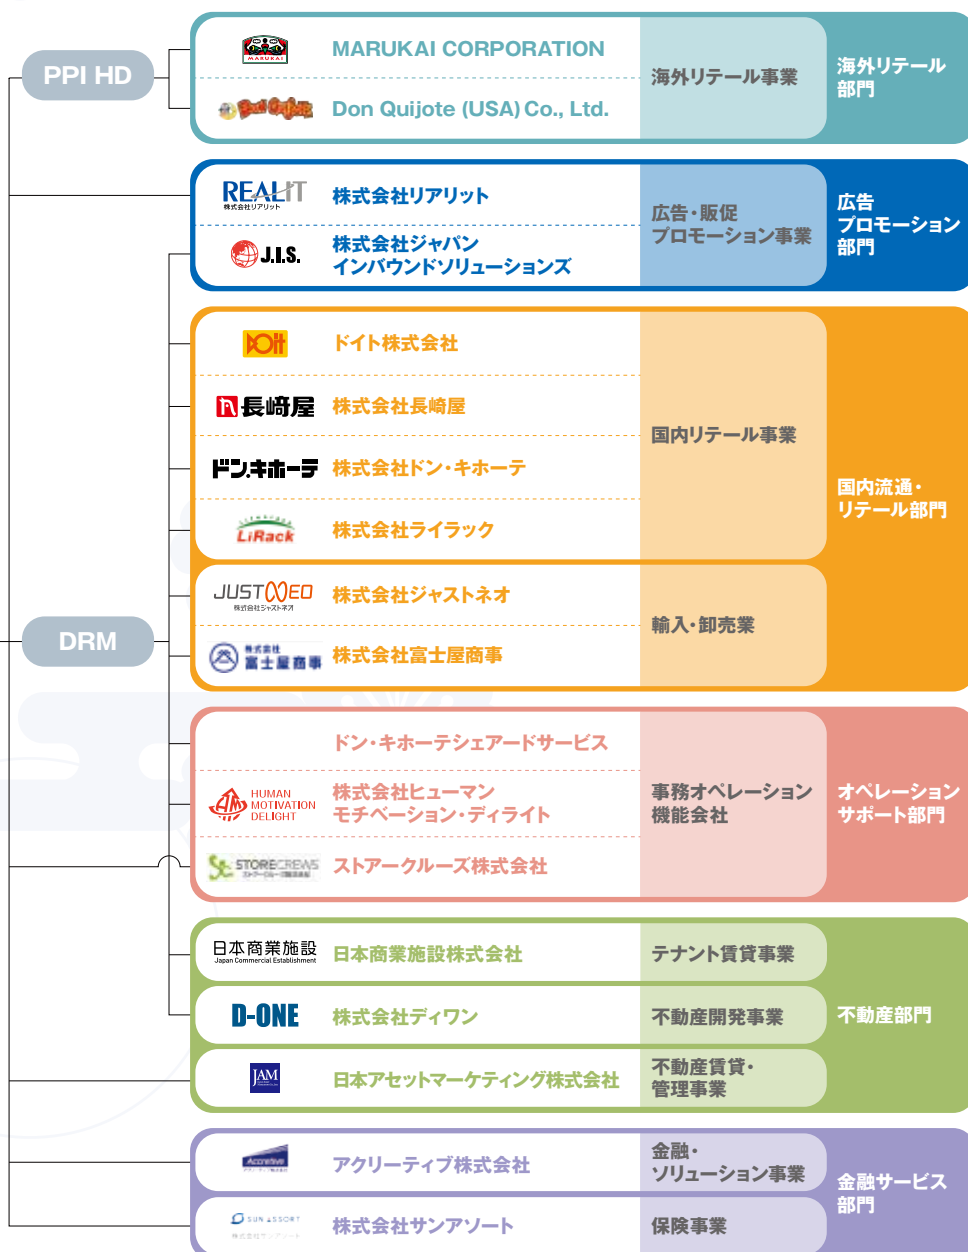 PPI HD
MARUKAI
MARUKAI CORPORATION
Don Quijote
Don Quijote (USA) Co., Ltd.
海外リテール事業
海外リテール
部門
REALIT
株式会社リアリット
株式会社リアリット
J.I.S.
株式会社ジャパン
インバウンドソリューションズ
広告・販促
プロモーション事業
広告
プロモーション
部門
Doit
ドイト株式会社
長崎屋
株式会社長崎屋
ドン.キホーテ
株式会社ドン・キホーテ
LiRack
株式会社ライラック
国内リテール事業
JUST NEO
株式会社ジャストネオ
株式会社ジャストネオ
株式会社
富士屋商事
株式会社富士屋商事
輸入・卸売業
国内流通・
リテール部門
DRM
ドン・キホーテシェアードサービス
HUMAN
MOTIVATION
DELIGHT
株式会社ヒューマン
モチベーション・ディライト
STORECREWS
ストアークルーズ株式会社
事務オペレーション
機能会社
オペレーション
サポート部門
日本商業施設
Japan Commercial Establishment
日本商業施設株式会社
テナント賃貸事業
D-ONE
株式会社ディワン
不動産開発事業
JAM
日本アセットマーケティング株式会社
不動産賃貸・
管理事業
不動産部門
Accretive
アクリーティブ株式会社
金融・
ソリューション事業
SUN ASSORT
株式会社サンアソート
株式会社サンアソート
保険事業
金融サービス
部門